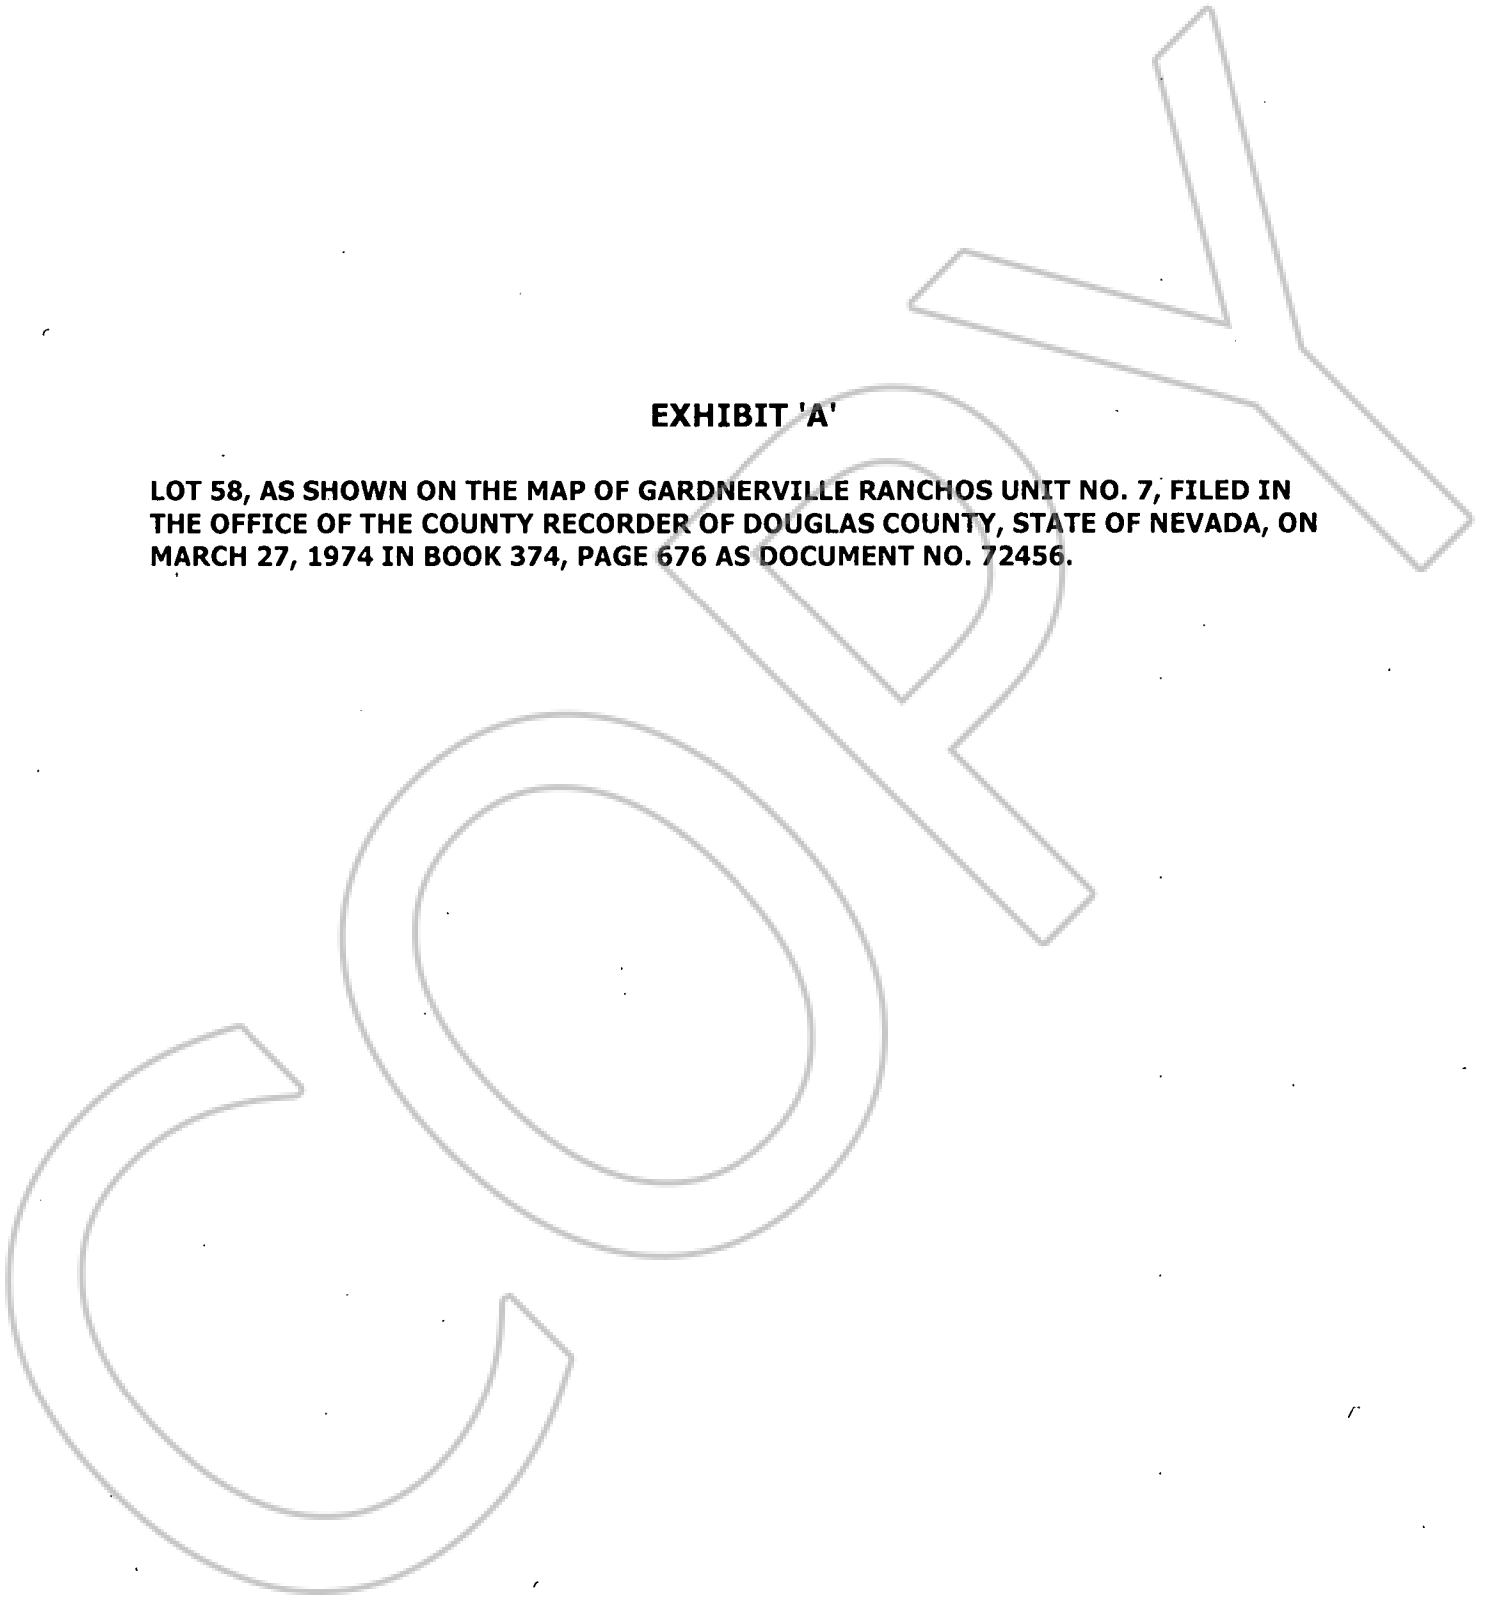 EXHIBIT 'A'
LOT 58, AS SHOWN ON THE MAP OF GARDNERVILLE RANCHOS UNIT NO. 7, FILED IN
THE OFFICE OF THE COUNTY RECORDER OF DOUGLAS COUNTY, STATE OF NEVADA, ON
MARCH 27, 1974 IN BOOK 374, PAGE 676 AS DOCUMENT NO. 72456.
COPY